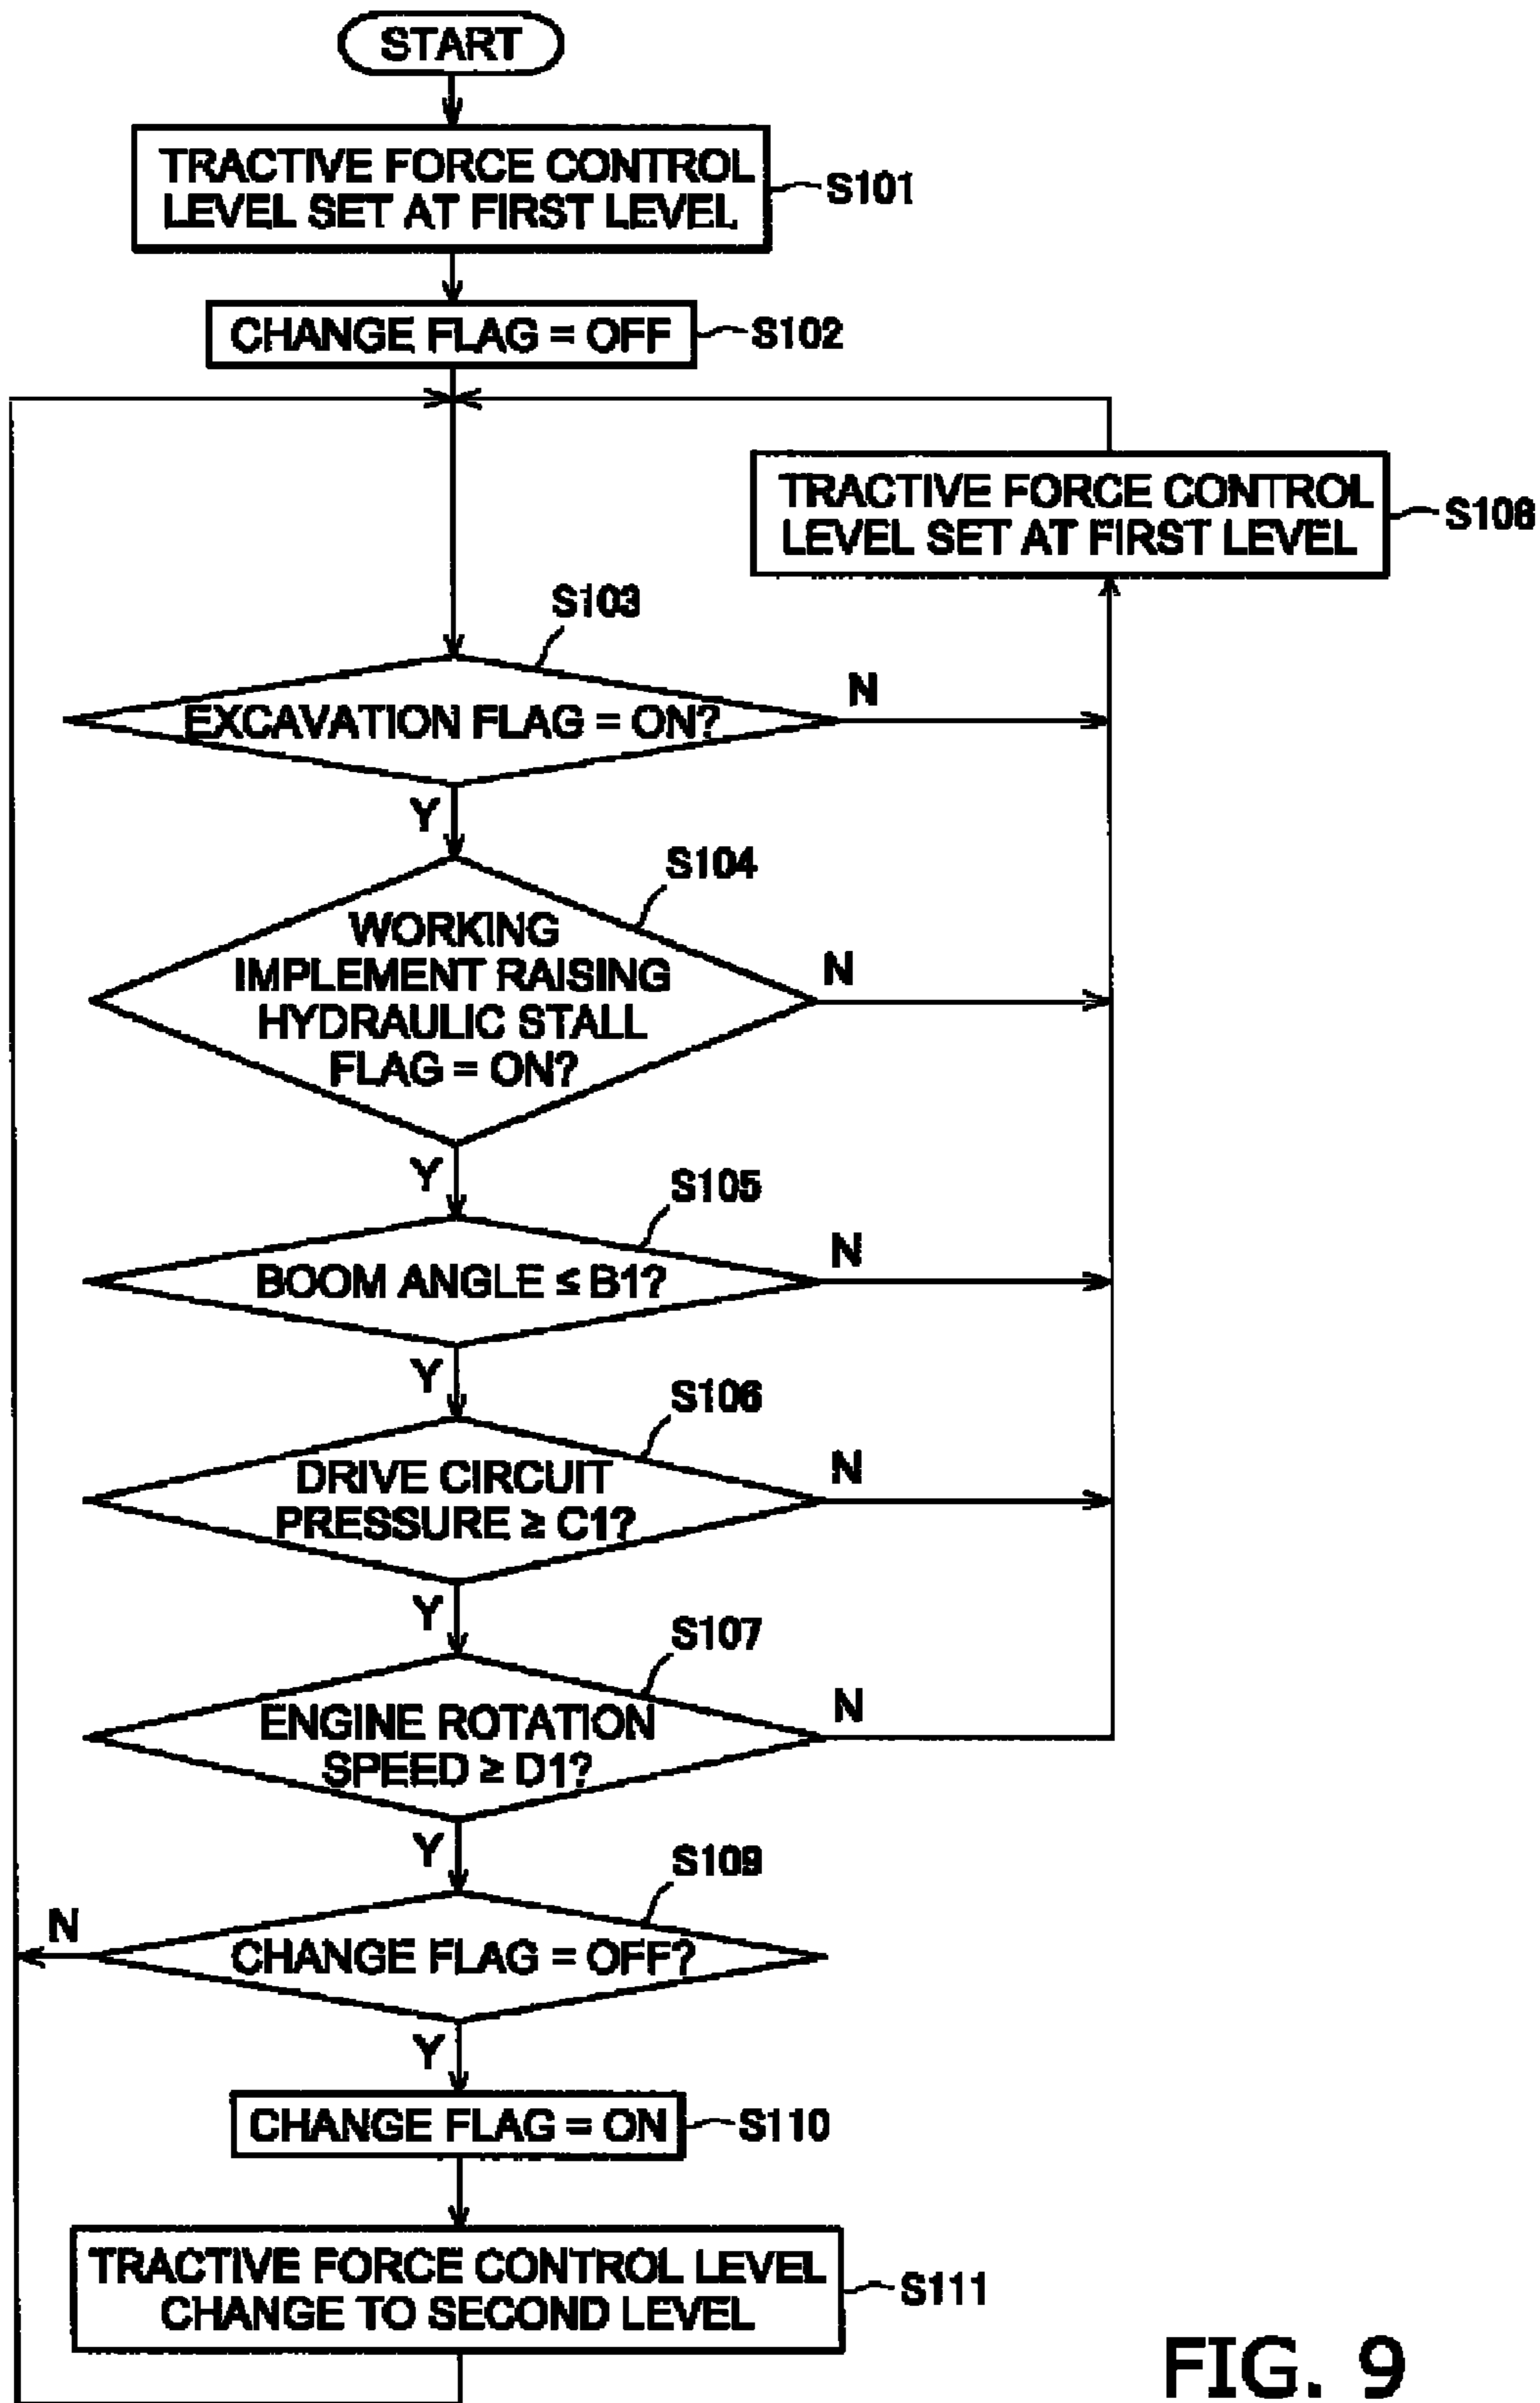 START
TRACTIVE FORCE CONTROL
LEVEL SET AT FIRST LEVEL
S101
CHANGE FLAG = OFF
S102
TRACTIVE FORCE CONTROL
LEVEL SET AT FIRST LEVEL
S108
S103
EXCAVATION FLAG = ON?
N
Y
S104
WORKING
IMPLEMENT RAISING
HYDRAULIC STALL
FLAG = ON?
N
Y
S105
BOOM ANGLE ≤ B1?
N
Y
S106
DRIVE CIRCUIT
PRESSURE ≥ C1?
N
Y
S107
ENGINE ROTATION
SPEED ≥ D1?
N
Y
S109
CHANGE FLAG = OFF?
N
Y
CHANGE FLAG = ON
S110
TRACTIVE FORCE CONTROL LEVEL
CHANGE TO SECOND LEVEL
S111
FIG. 9